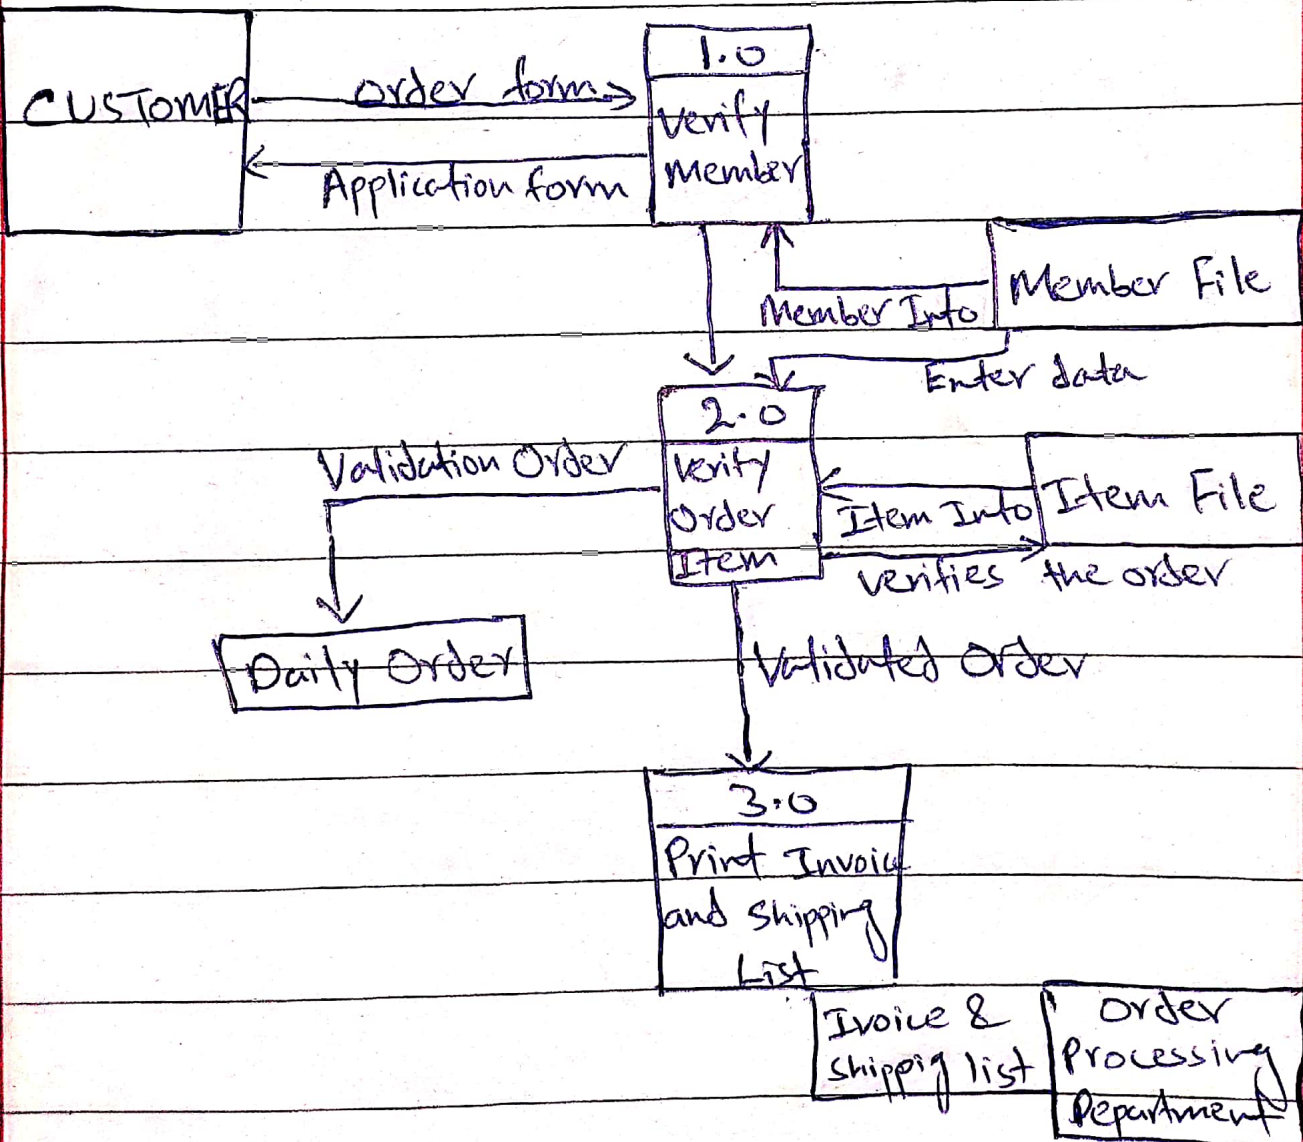 1.0
CUSTOMER
Order form
Verify
Member
Application form
Member File
Member Info
Enter data
2.0
Validation Order
Verify
Order
Item
Item Info
Item File
verifies the order
Daily Order
Validated Order
3.0
Print Invoice
and Shipping
List
Ivoice &
Shippig list
Order
Processing
Department